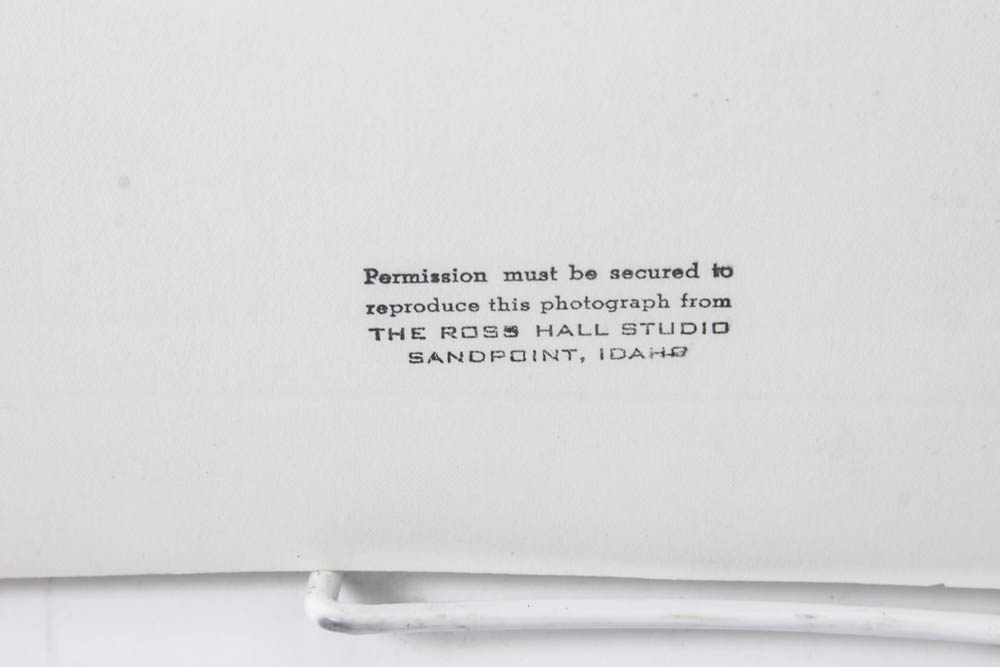 Permission must be secured to
reproduce this photograph from
THE ROSS HALL STUDIO
SANDPOINT, IDAHO